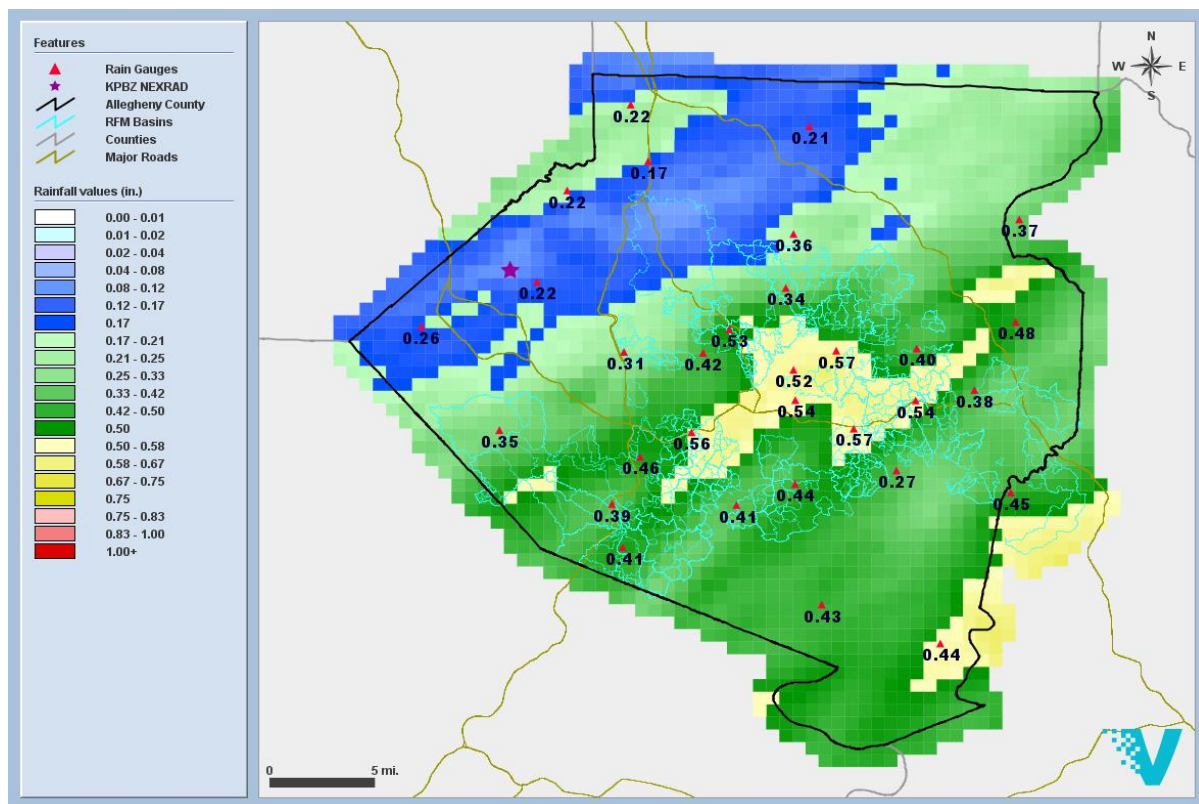 Features
Rain Gauges
KPBZ NEXRAD
Allegheny County
RFM Basins
Counties
Major Roads
Rainfall values (in.)
0.00 - 0.01
0.01 - 0.02
0.02 - 0.04
0.04 - 0.08
0.08 - 0.12
0.12 - 0.17
0.17
0.17 - 0.21
0.21 - 0.25
0.25 - 0.33
0.33 - 0.42
0.42 - 0.50
0.50
0.50 - 0.58
0.58 - 0.67
0.67 - 0.75
0.75
0.75 - 0.83
0.83 - 1.00
1.00+
N
W E
S
0.22
0.21
0.17
0.22
0.37
0.36
0.22
0.34
0.26
0.48
0.53
0.31
0.42
0.57
0.40
0.52
0.38
0.54
0.54
0.35
0.56
0.57
0.46
0.27
0.44
0.45
0.39
0.41
0.41
0.43
0.44
0 5 mi.
V